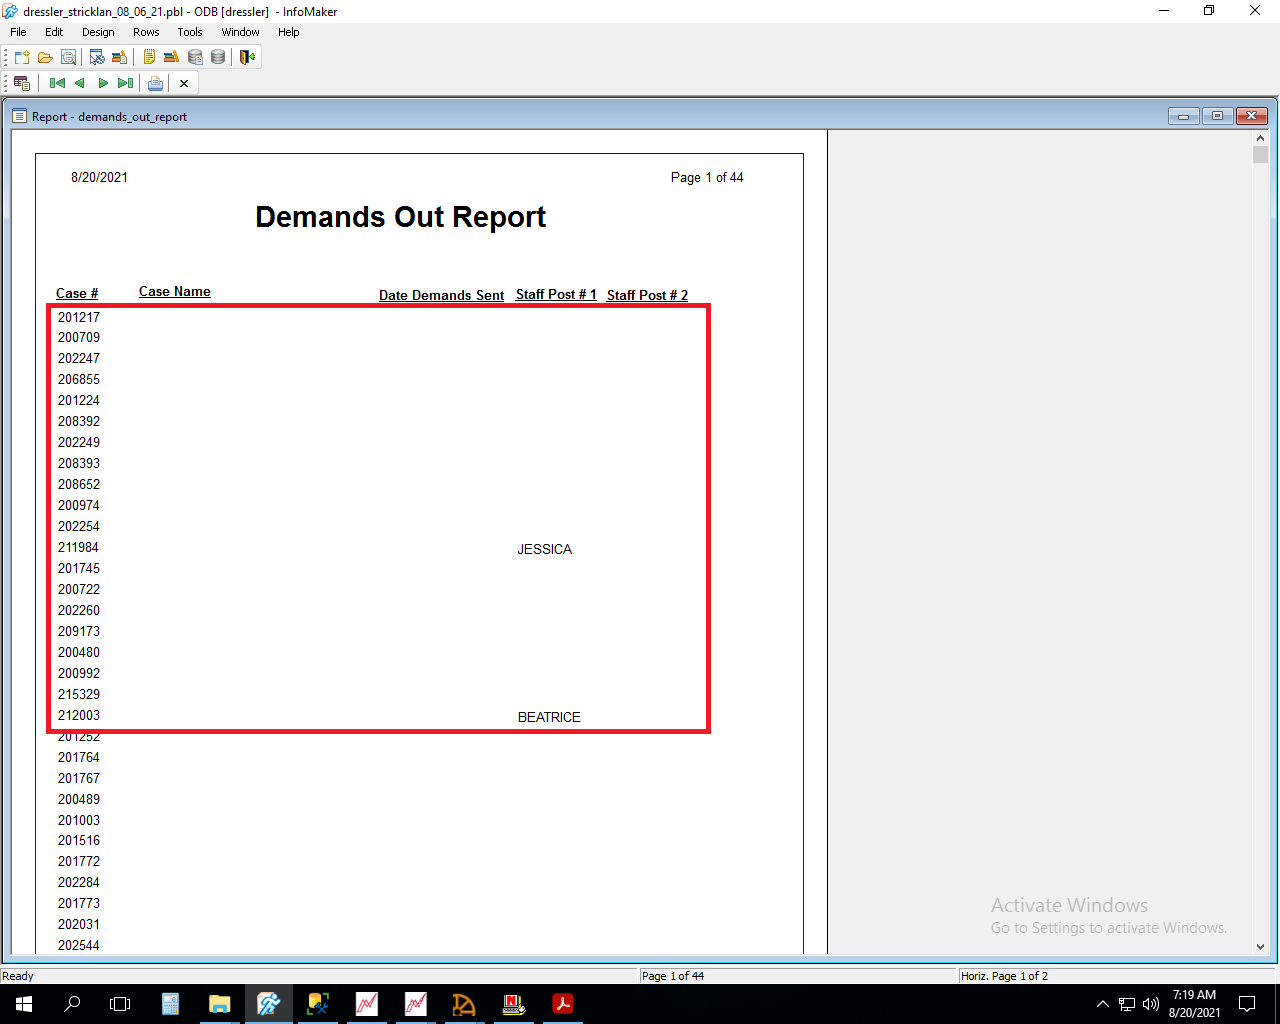 dressler_stricklan_08_06_21.pbl - ODB [dressler] - InfoMaker
File Edit Design Rows Tools Window Help
Report - demands_out_report
8/20/2021 Page 1 of 44
Demands Out Report
Case # Case Name Date Demands Sent Staff Post # 1 Staff Post # 2
201217
200709
202247
206855
201224
208392
202249
208393
208652
200974
202254
211984 JESSICA
201745
200722
202260
209173
200480
200992
215329
212003 BEATRICE
201252
201764
201767
200489
201003
201516
201772
202284
201773
202031
202544
Activate Windows
Go to Settings to activate Windows.
Ready Page 1 of 44 Horiz. Page 1 of 2
7:19 AM
8/20/2021